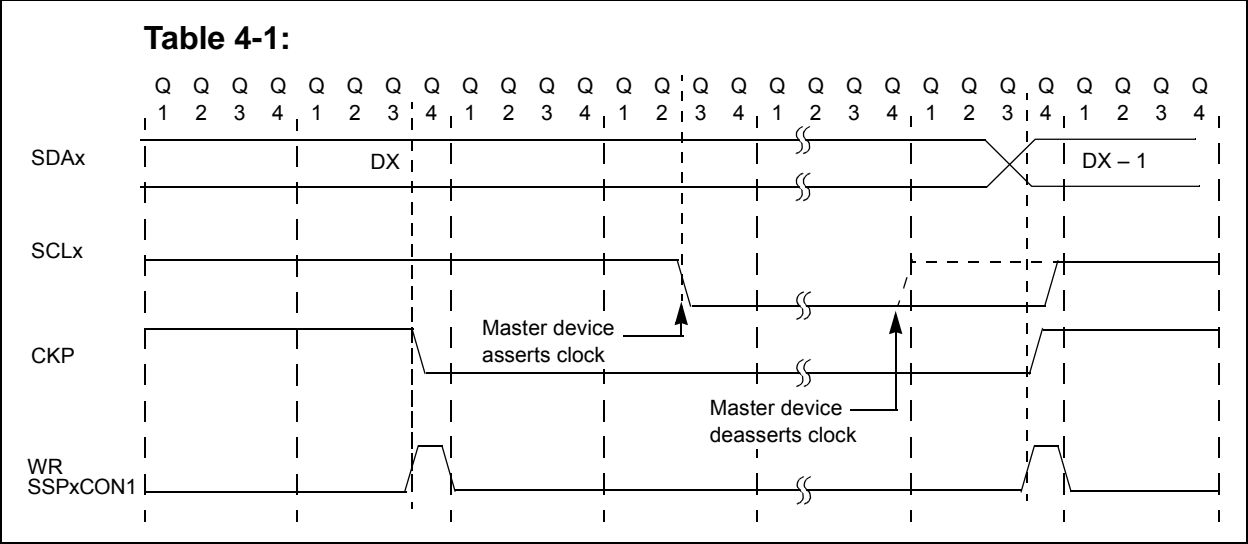 Table 4-1:
Q Q Q Q Q Q Q Q Q Q Q Q Q Q Q Q Q Q Q Q Q Q Q Q Q Q Q Q
1 2 3 4 1 2 3 4 1 2 3 4 1 2 3 4 1 2 3 4 1 2 3 4 1 2 3 4
SDAx
DX
DX – 1
SCLx
Master device
asserts clock
CKP
Master device
deasserts clock
WR
SSPxCON1